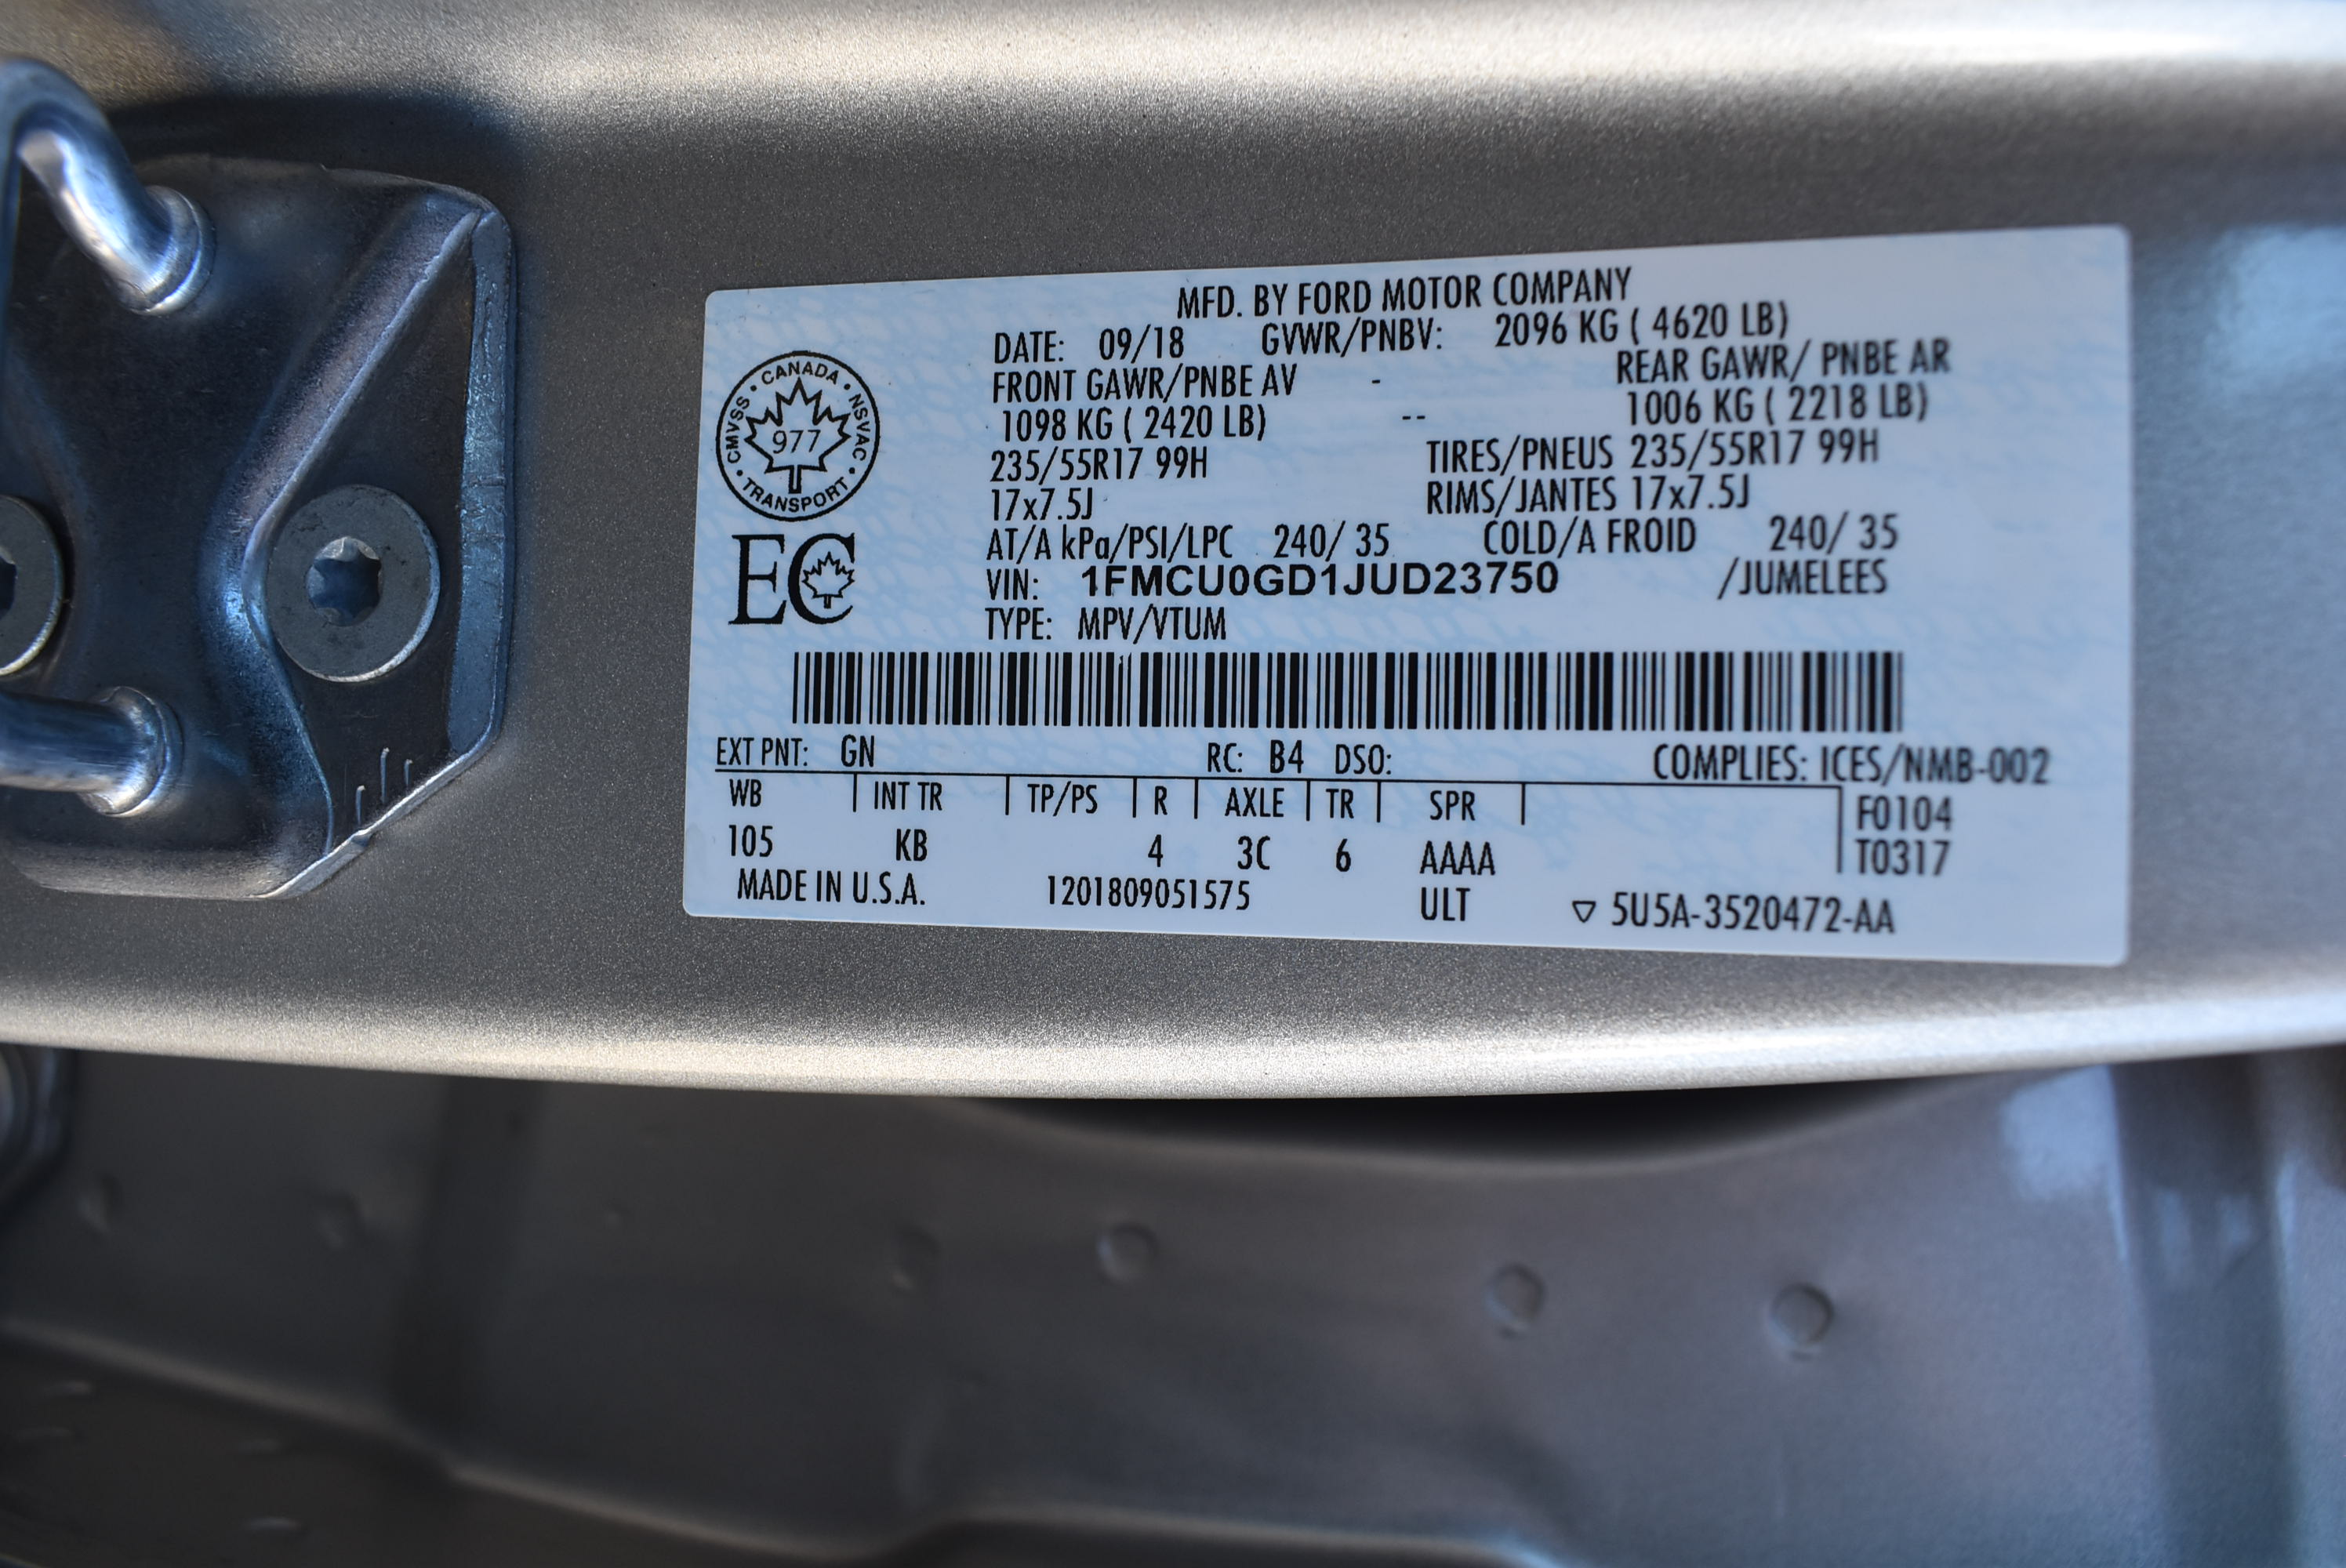 MFD. BY FORD MOTOR COMPANY
DATE: 09/18 GVWR/PNBV: 2096 KG ( 4620 LB)
FRONT GAWR/PNBE AV - REAR GAWR/ PNBE AR
1098 KG ( 2420 LB) -- 1006 KG ( 2218 LB)
235/55R17 99H TIRES/PNEUS 235/55R17 99H
17x7.5J RIMS/JANTES 17x7.5J
AT/A kPa/PSI/LPC 240/ 35 COLD/A FROID 240/ 35
VIN: 1FMCU0GD1JUD23750 /JUMELEES
TYPE: MPV/VTUM
CANADA • NSVAC • TRANSPORT • CMVSS •
977
EC
EXT PNT: GN RC: B4 DSO: COMPLIES: ICES/NMB-002
WB | INT TR | TP/PS | R | AXLE | TR | SPR | F0104
105 KB 4 3C 6 AAAA | T0317
MADE IN U.S.A. 1201809051575 ULT ▽ 5U5A-3520472-AA